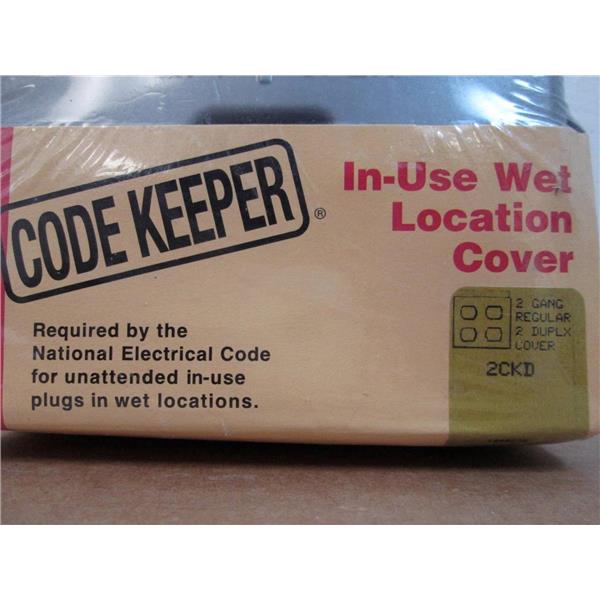 CODE KEEPER®
In-Use Wet
Location
Cover
Required by the
National Electrical Code
for unattended in-use
plugs in wet locations.
2 GANG
REGULAR
2 DUPLX
COVER
2CKD